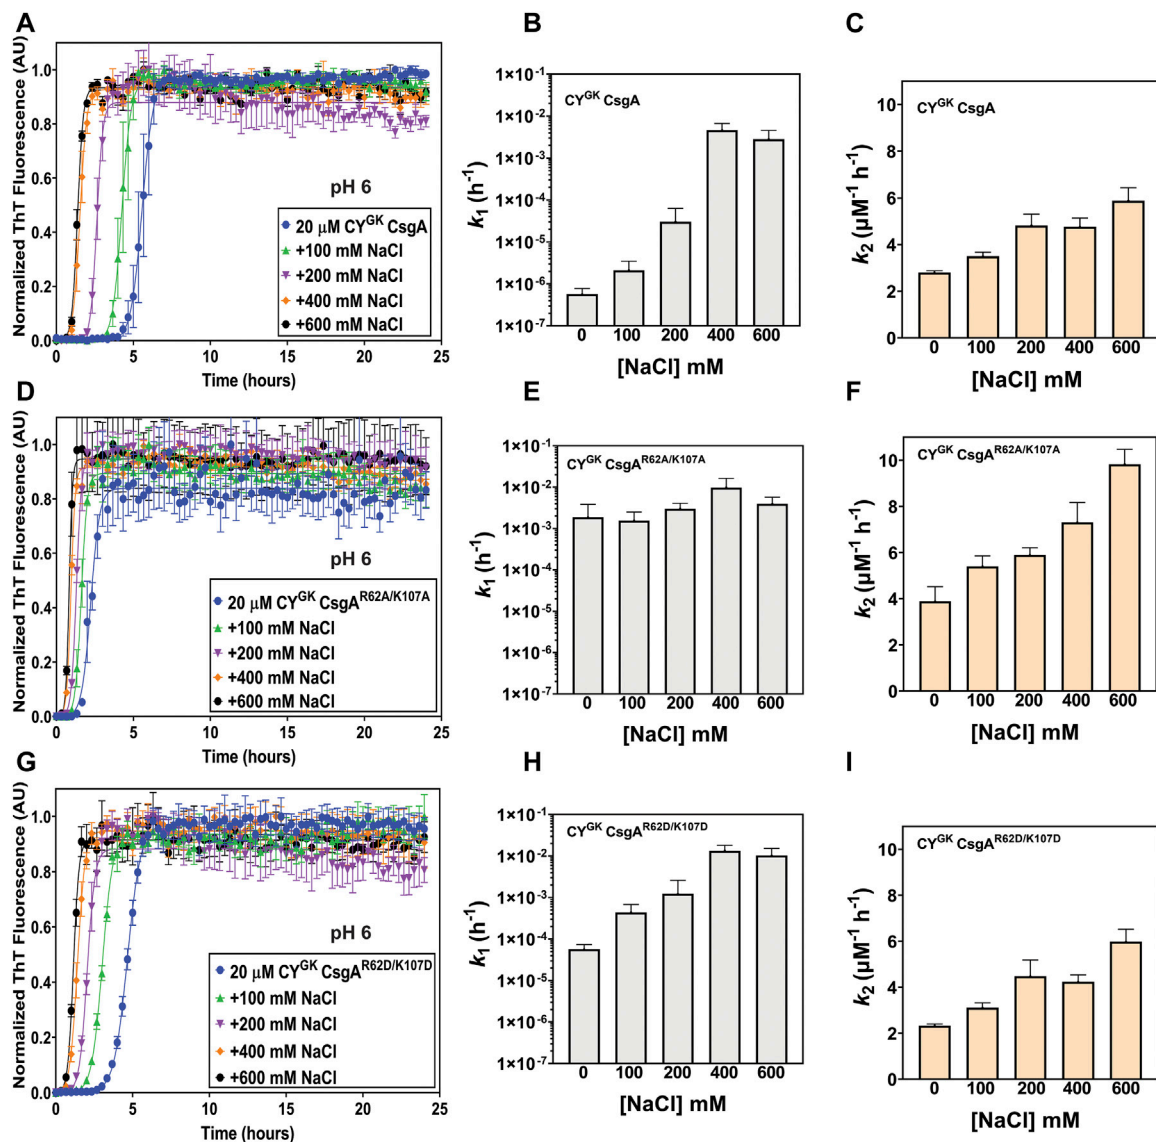 A
Normalized ThT Fluorescence (AU)
1.0
0.8
0.6
0.4
0.2
0.0
0 5 10 15 20 25
Time (hours)
pH 6
20 μM CY^GK CsgA
+100 mM NaCl
+200 mM NaCl
+400 mM NaCl
+600 mM NaCl
B
k₁ (h⁻¹)
CY^GK CsgA
1×10⁻¹
1×10⁻²
1×10⁻³
1×10⁻⁴
1×10⁻⁵
1×10⁻⁶
1×10⁻⁷
0 100 200 400 600
[NaCl] mM
C
k₂ (μM⁻¹ h⁻¹)
CY^GK CsgA
10
8
6
4
2
0
0 100 200 400 600
[NaCl] mM
D
Normalized ThT Fluorescence (AU)
1.0
0.8
0.6
0.4
0.2
0.0
0 5 10 15 20 25
Time (hours)
pH 6
20 μM CY^GK CsgA^R62A/K107A
+100 mM NaCl
+200 mM NaCl
+400 mM NaCl
+600 mM NaCl
E
k₁ (h⁻¹)
CY^GK CsgA^R62A/K107A
1×10⁻¹
1×10⁻²
1×10⁻³
1×10⁻⁴
1×10⁻⁵
1×10⁻⁶
1×10⁻⁷
0 100 200 400 600
[NaCl] mM
F
k₂ (μM⁻¹ h⁻¹)
CY^GK CsgA^R62A/K107A
10
8
6
4
2
0
0 100 200 400 600
[NaCl] mM
G
Normalized ThT Fluorescence (AU)
1.0
0.8
0.6
0.4
0.2
0.0
0 5 10 15 20 25
Time (hours)
pH 6
20 μM CY^GK CsgA^R62D/K107D
+100 mM NaCl
+200 mM NaCl
+400 mM NaCl
+600 mM NaCl
H
k₁ (h⁻¹)
CY^GK CsgA^R62D/K107D
1×10⁻¹
1×10⁻²
1×10⁻³
1×10⁻⁴
1×10⁻⁵
1×10⁻⁶
1×10⁻⁷
0 100 200 400 600
[NaCl] mM
I
k₂ (μM⁻¹ h⁻¹)
CY^GK CsgA^R62D/K107D
10
8
6
4
2
0
0 100 200 400 600
[NaCl] mM